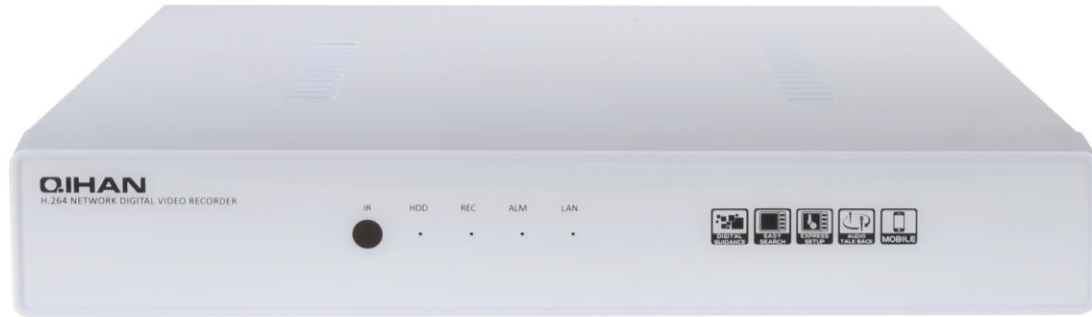 QIHAN
H.264 NETWORK DIGITAL VIDEO RECORDER
IR HDD REC ALM LAN
DIGITAL GUIDANCE
EASY SEARCH
EXPRESS SETUP
AUDIO TALK BACK
MOBILE